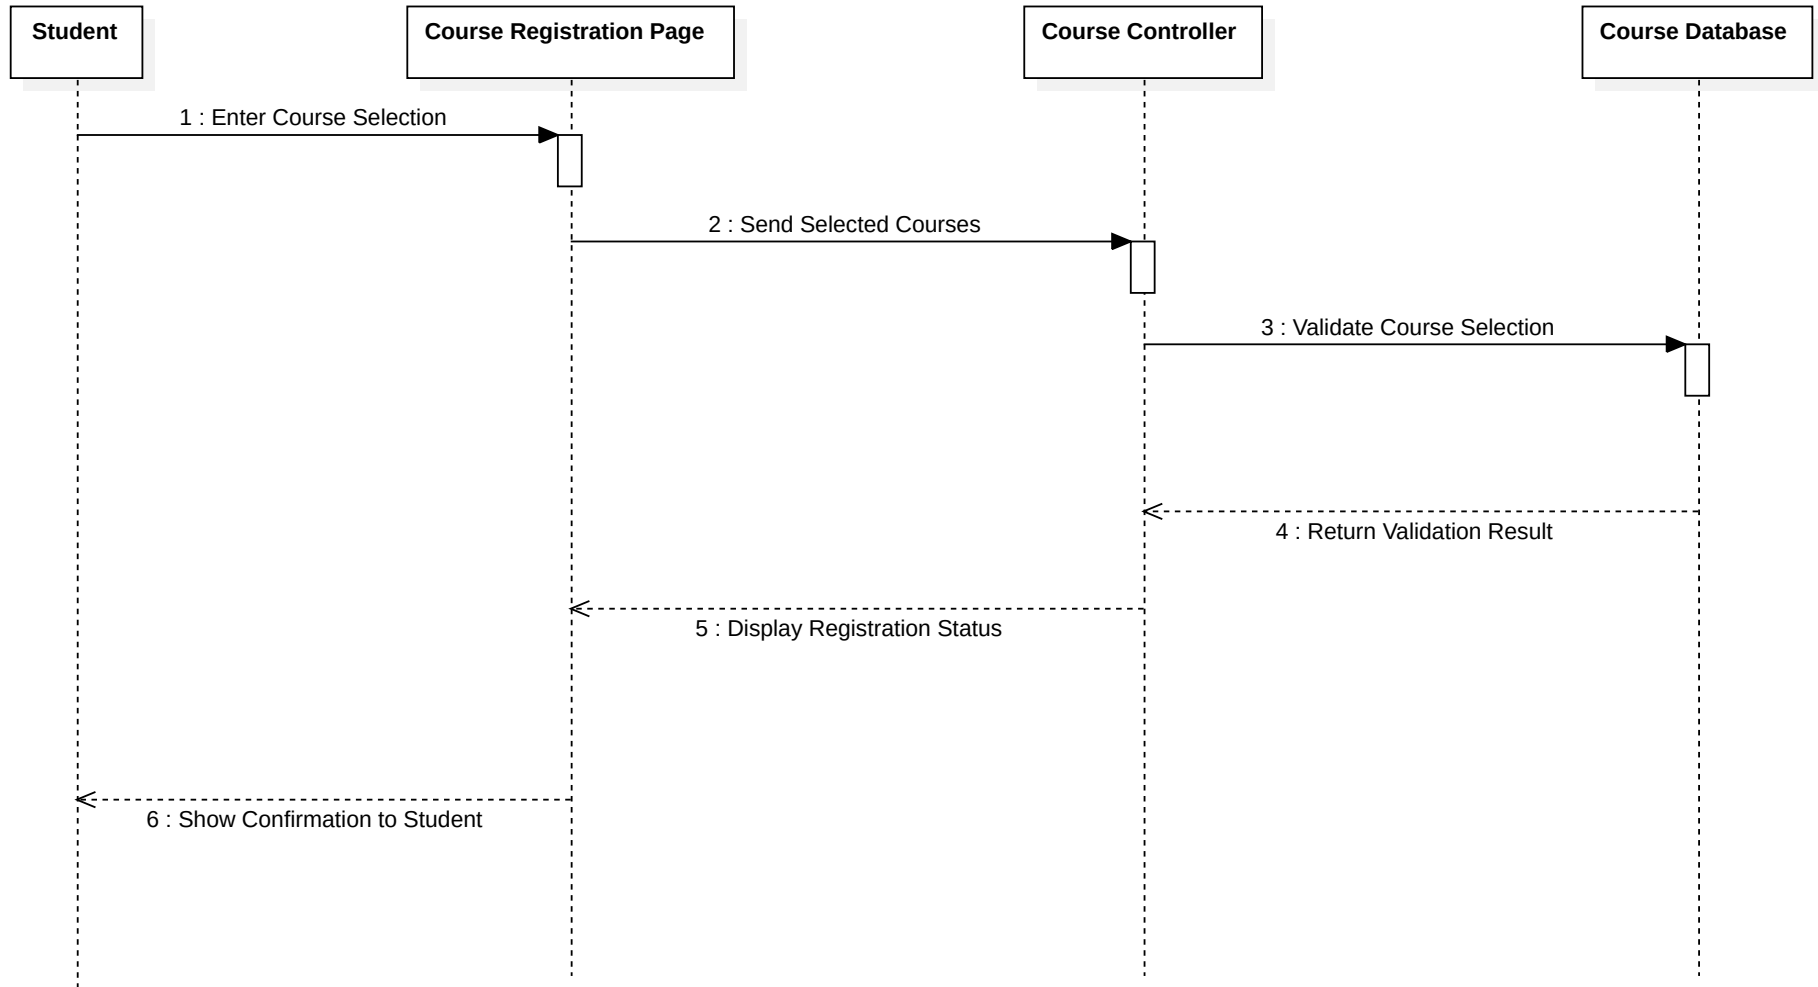 Student
Course Registration Page
Course Controller
Course Database
1 : Enter Course Selection
2 : Send Selected Courses
3 : Validate Course Selection
4 : Return Validation Result
5 : Display Registration Status
6 : Show Confirmation to Student